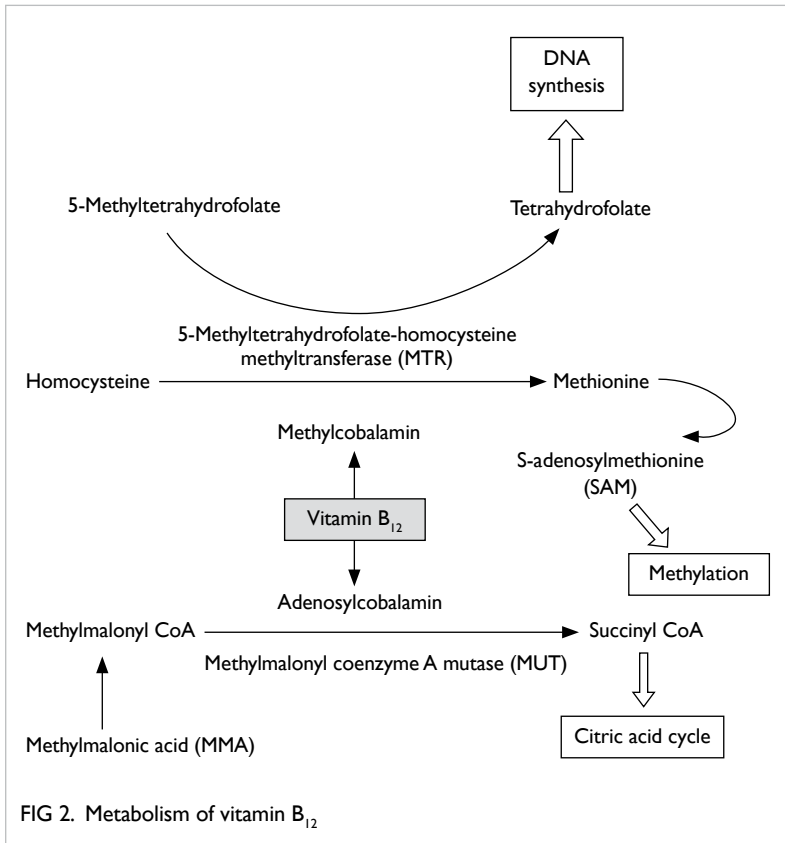 DNA
synthesis
5-Methyltetrahydrofolate
Tetrahydrofolate
5-Methyltetrahydrofolate-homocysteine
methyltransferase (MTR)
Homocysteine
Methionine
Methylcobalamin
S-adenosylmethionine
(SAM)
Vitamin B12
Methylation
Adenosylcobalamin
Methylmalonyl CoA
Succinyl CoA
Methylmalonyl coenzyme A mutase (MUT)
Methylmalonic acid (MMA)
Citric acid cycle
FIG 2. Metabolism of vitamin B12